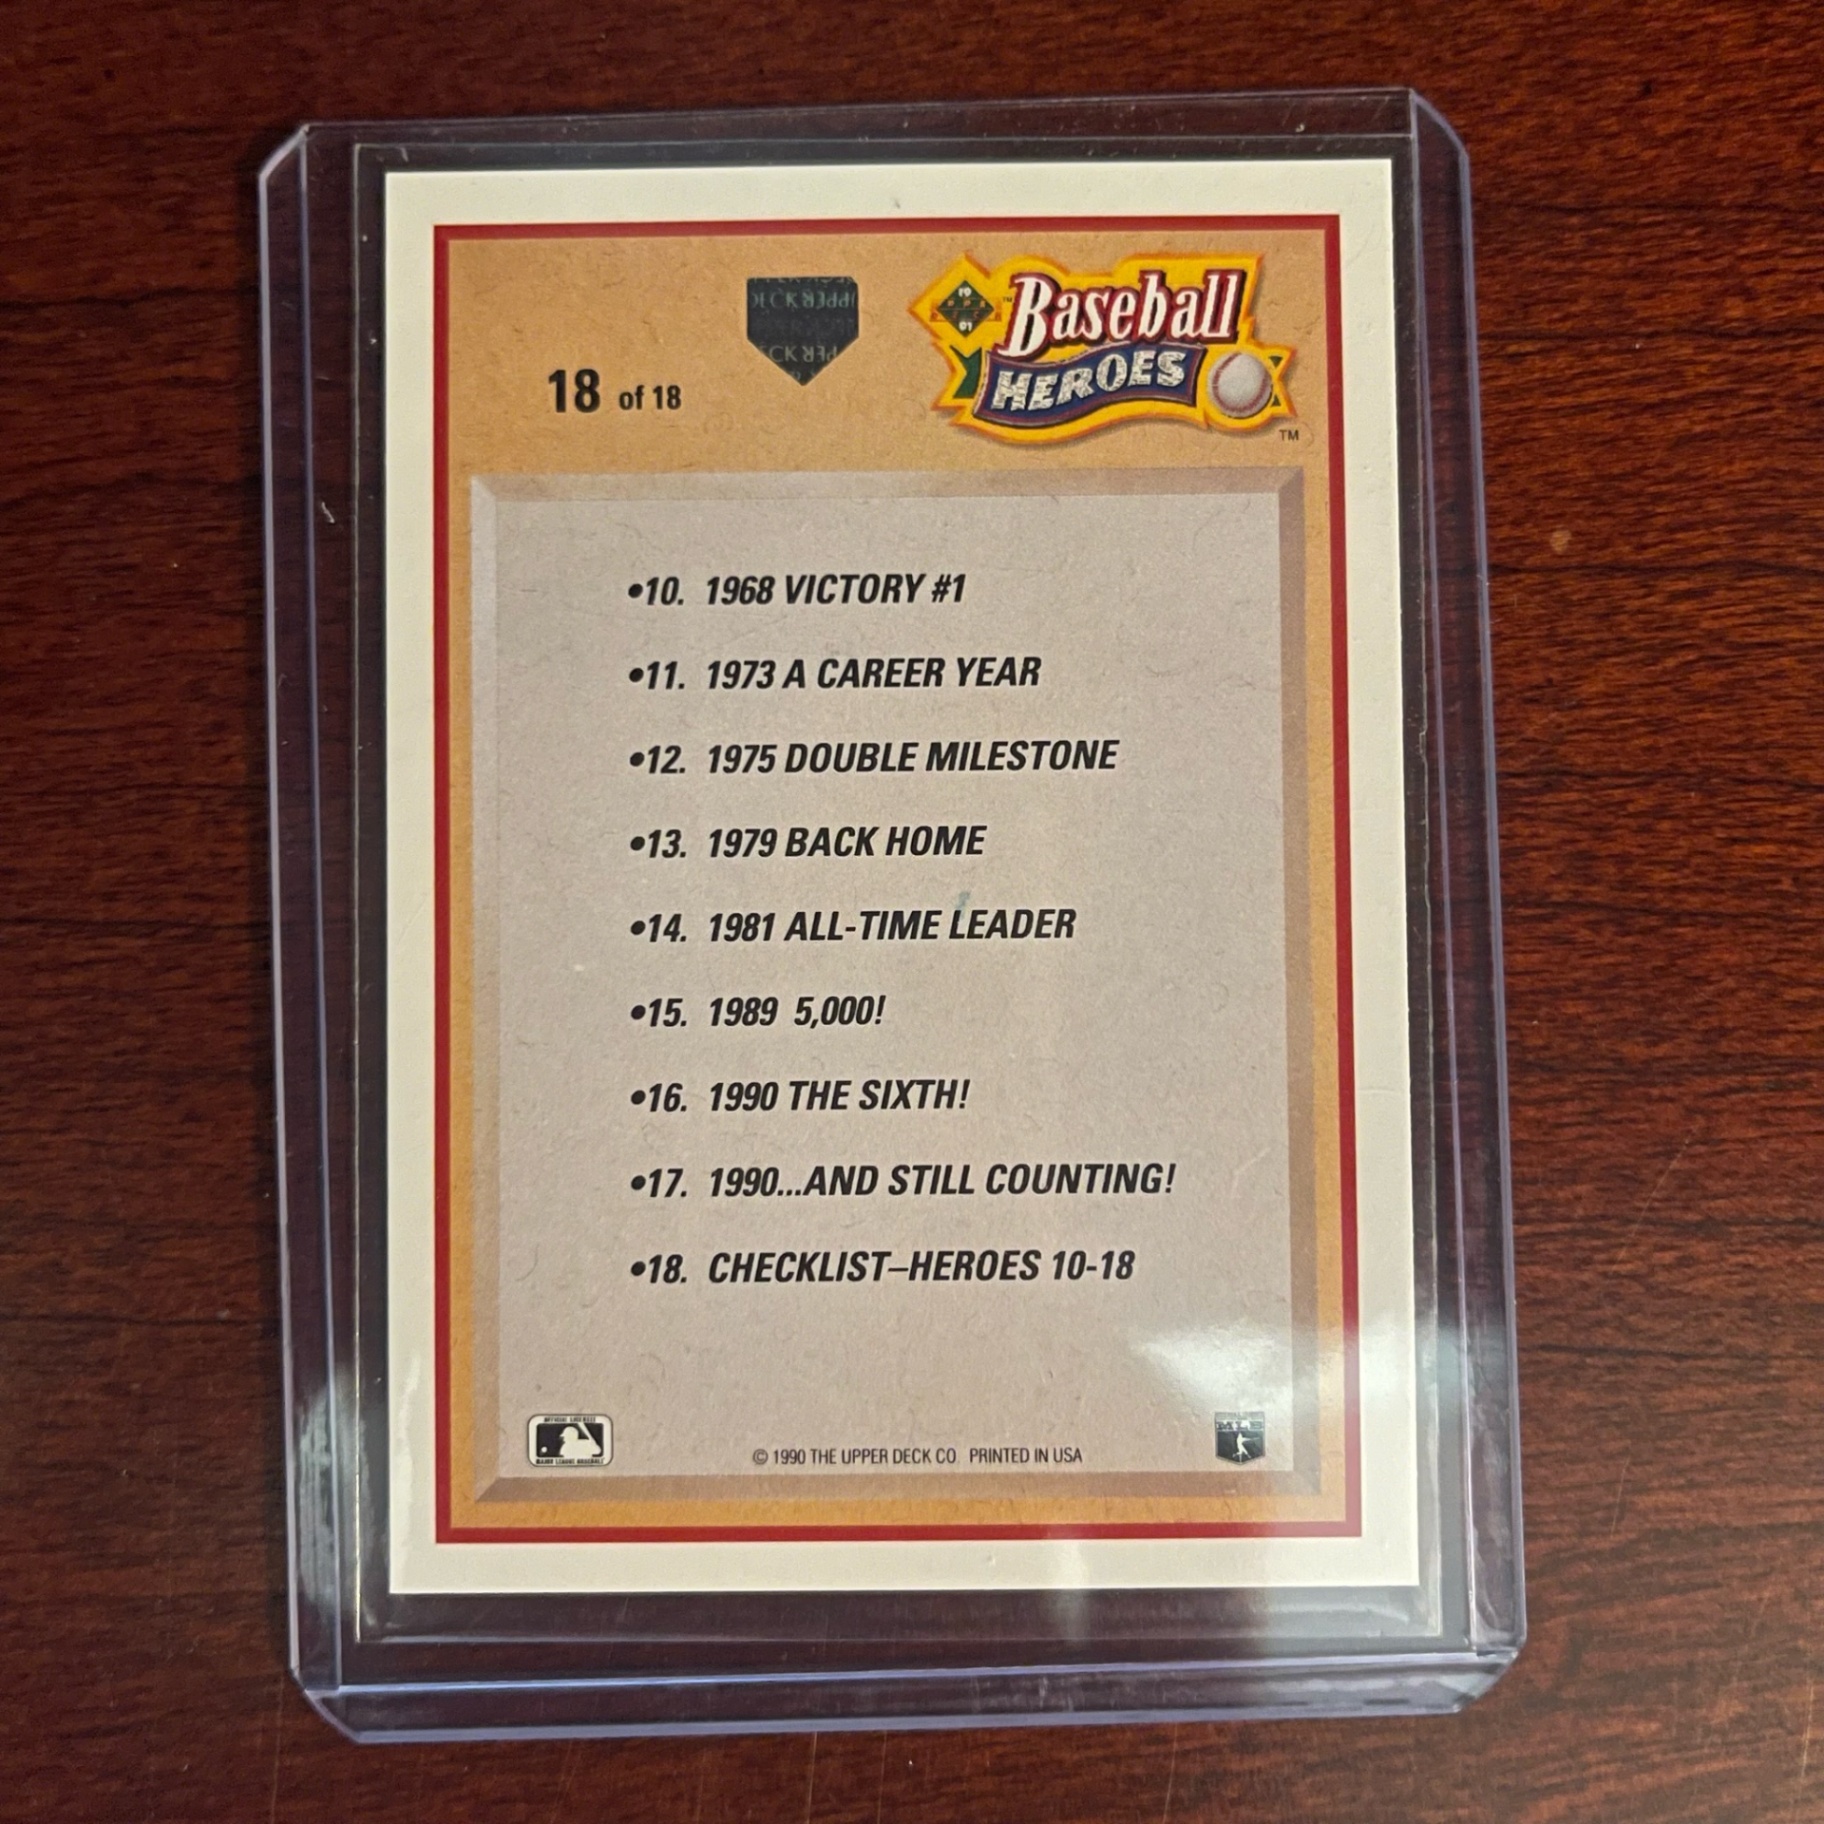 Baseball
HEROES
TM
18 of 18
•10. 1968 VICTORY #1
•11. 1973 A CAREER YEAR
•12. 1975 DOUBLE MILESTONE
•13. 1979 BACK HOME
•14. 1981 ALL-TIME LEADER
•15. 1989 5,000!
•16. 1990 THE SIXTH!
•17. 1990...AND STILL COUNTING!
•18. CHECKLIST–HEROES 10-18
© 1990 THE UPPER DECK CO. PRINTED IN USA